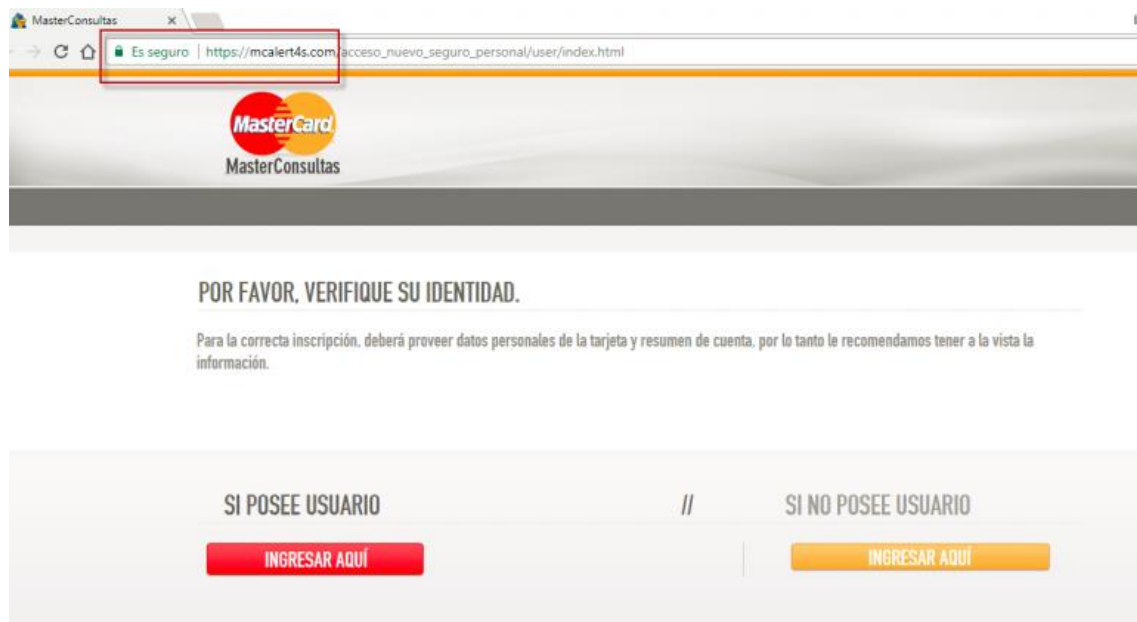 MasterConsultas
Es seguro | https://mcalert4s.com/acceso_nuevo_seguro_personal/user/index.html
MasterCard
MasterConsultas
POR FAVOR, VERIFIQUE SU IDENTIDAD.
Para la correcta inscripción, deberá proveer datos personales de la tarjeta y resumen de cuenta, por lo tanto le recomendamos tener a la vista la
información.
SI POSEE USUARIO // SI NO POSEE USUARIO
INGRESAR AQUÍ INGRESAR AQUÍ